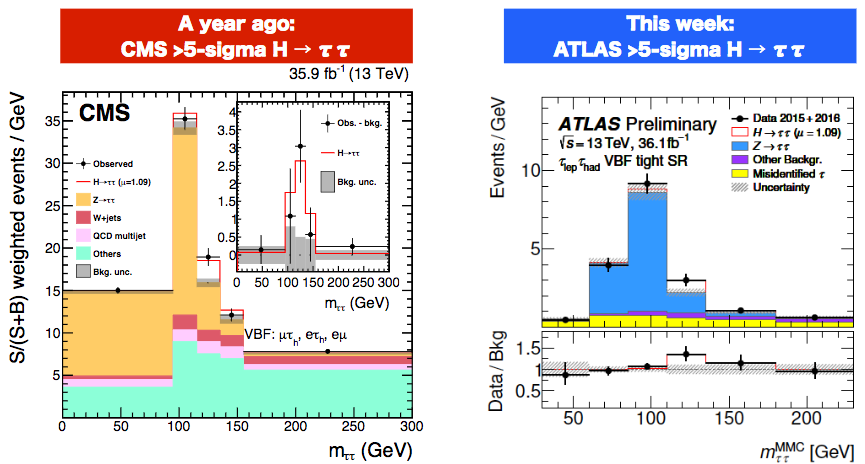 A year ago:
CMS >5-sigma H → τ τ
This week:
ATLAS >5-sigma H → τ τ
35.9 fb⁻¹ (13 TeV)
S/(S+B) weighted events / GeV
35
30
25
20
15
10
5
CMS
Observed
H→ττ (μ=1.09)
Z→ττ
W+jets
QCD multijet
Others
Bkg. unc.
4
3.5
3
2.5
2
1.5
1
0.5
0
Obs. - bkg.
H→ττ
Bkg. unc.
0 50 100 150 200 250 300
m_ττ (GeV)
VBF: μτ_h, eτ_h, eμ
0 50 100 150 200 250 300
m_ττ (GeV)
Events / GeV
10
5
ATLAS Preliminary
√s = 13 TeV, 36.1 fb⁻¹
τ_lep τ_had VBF tight SR
Data 2015+2016
H→ττ (μ = 1.09)
Z→ττ
Other Backgr.
Misidentified τ
Uncertainty
Data / Bkg
1.5
1
0.5
50 100 150 200
m_ττ^MMC [GeV]